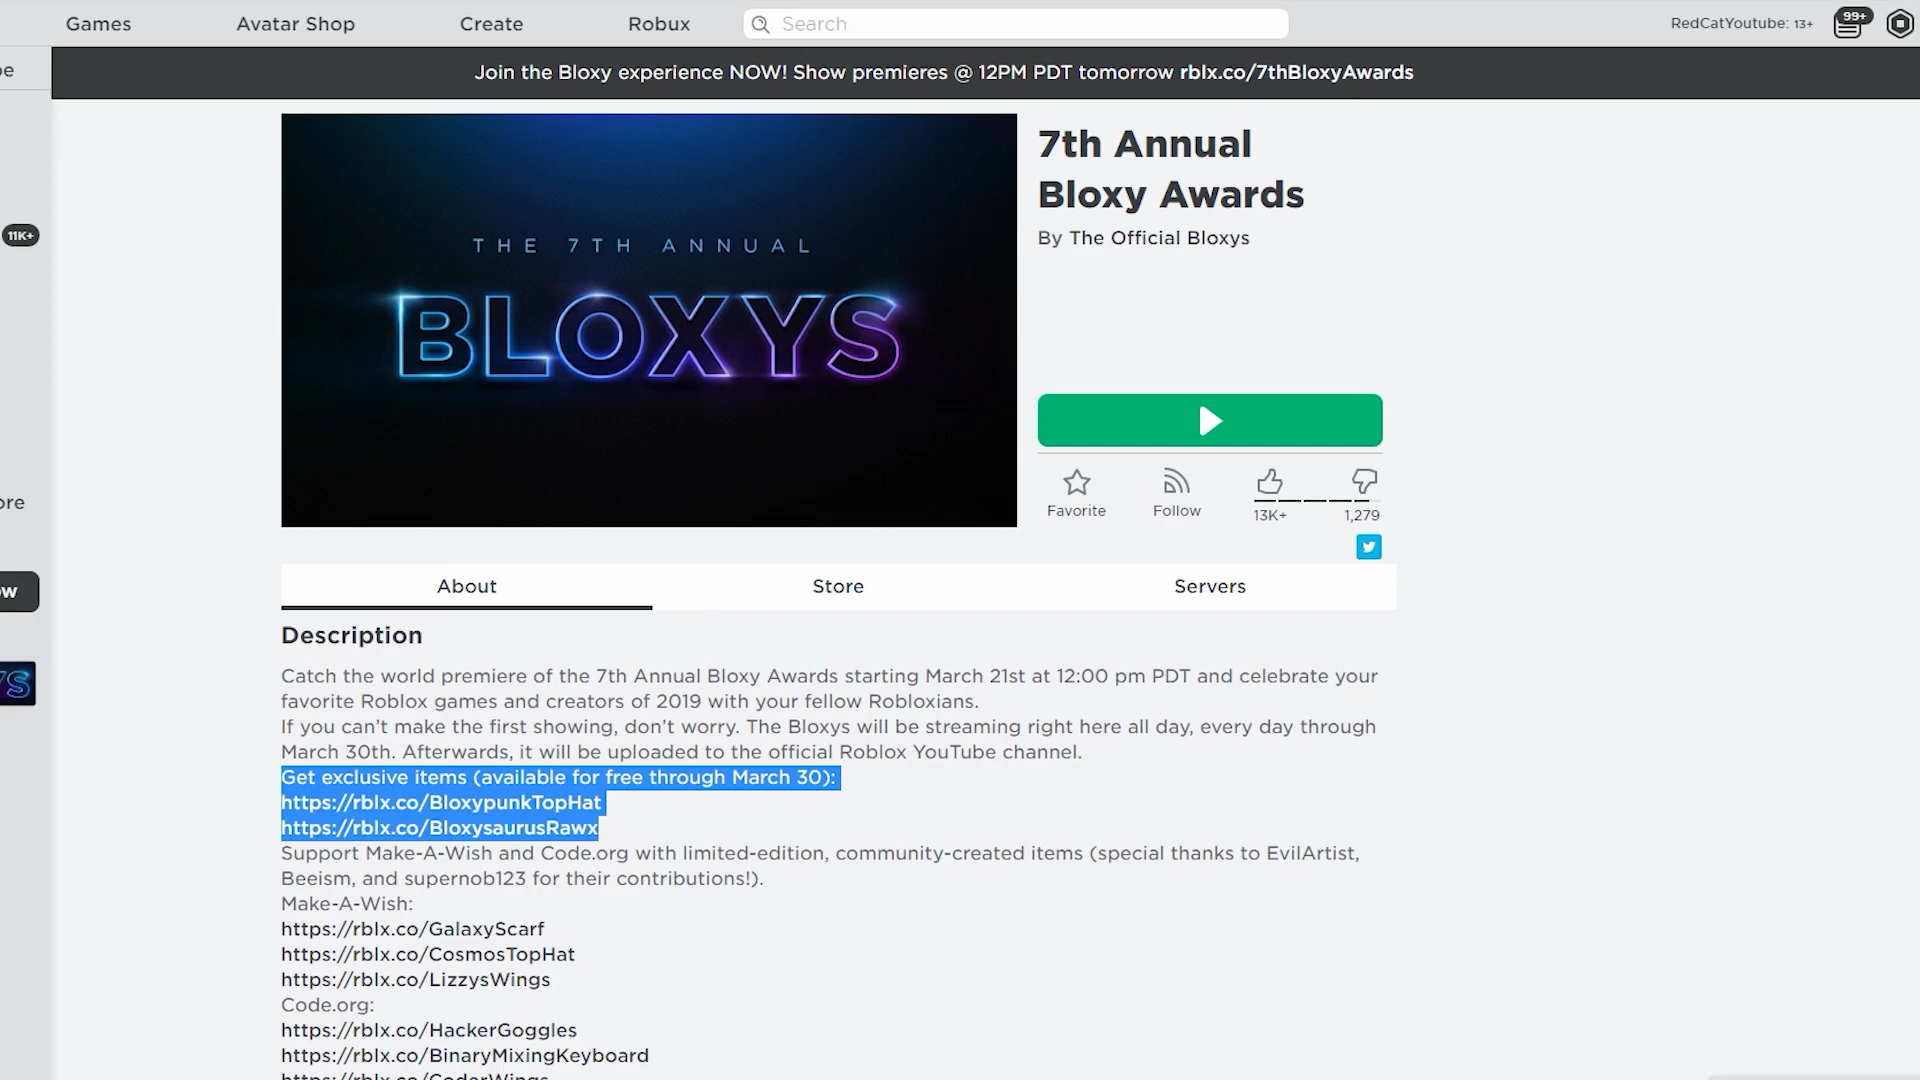 Games
Avatar Shop
Create
Robux
Search
RedCatYoutube: 13+
99+
Join the Bloxy experience NOW! Show premieres @ 12PM PDT tomorrow rblx.co/7thBloxyAwards
11K+
THE 7TH ANNUAL
BLOXYS
7th Annual
Bloxy Awards
By The Official Bloxys
Favorite
Follow
13K+
1,279
About
Store
Servers
Description
Catch the world premiere of the 7th Annual Bloxy Awards starting March 21st at 12:00 pm PDT and celebrate your
favorite Roblox games and creators of 2019 with your fellow Robloxians.
If you can’t make the first showing, don’t worry. The Bloxys will be streaming right here all day, every day through
March 30th. Afterwards, it will be uploaded to the official Roblox YouTube channel.
Get exclusive items (available for free through March 30):
https://rblx.co/BloxypunkTopHat
https://rblx.co/BloxysaurusRawx
Support Make-A-Wish and Code.org with limited-edition, community-created items (special thanks to EvilArtist,
Beeism, and supernob123 for their contributions!).
Make-A-Wish:
https://rblx.co/GalaxyScarf
https://rblx.co/CosmosTopHat
https://rblx.co/LizzysWings
Code.org:
https://rblx.co/HackerGoggles
https://rblx.co/BinaryMixingKeyboard
https://rblx.co/CoderWings